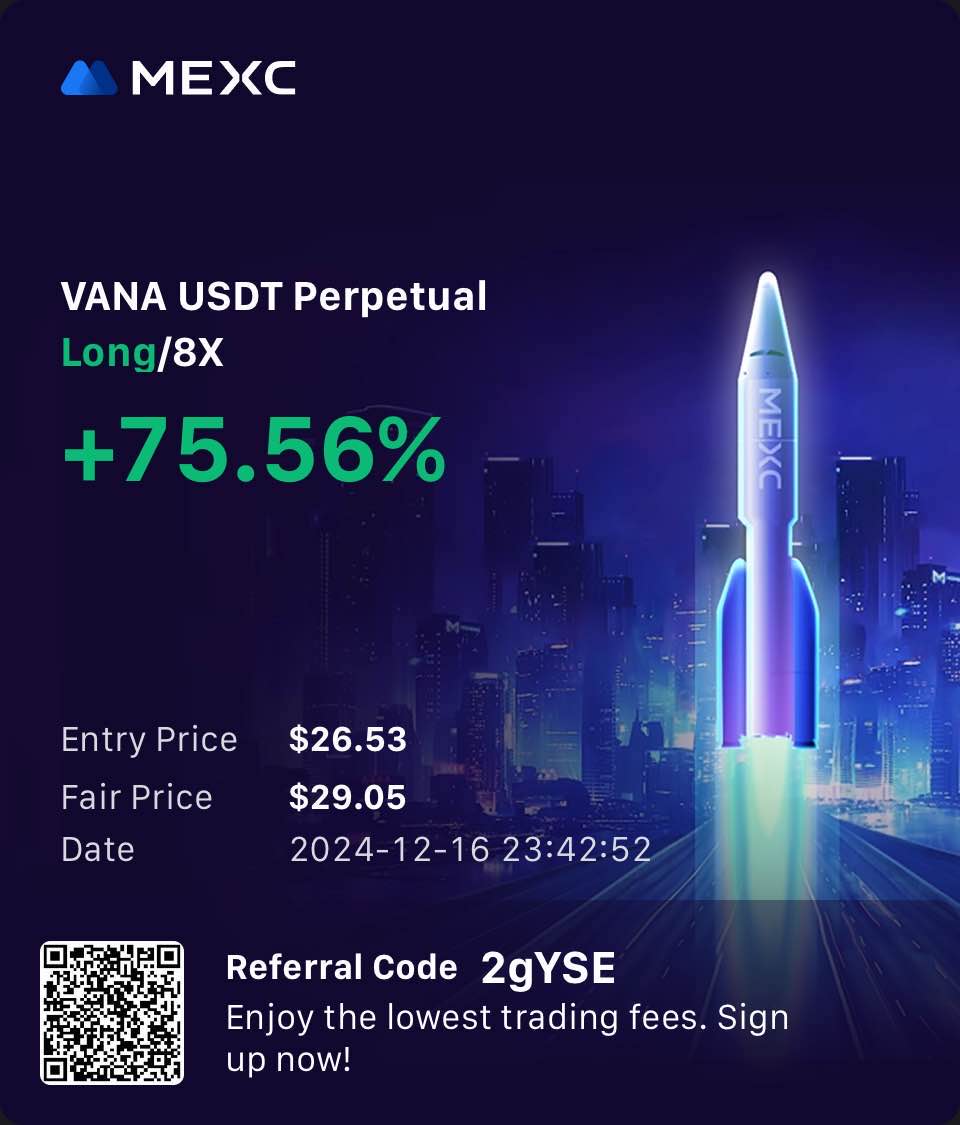 MEXC
VANA USDT Perpetual
Long/8X
+75.56%
MEXC
Entry Price $26.53
Fair Price $29.05
Date 2024-12-16 23:42:52
Referral Code 2gYSE
Enjoy the lowest trading fees. Sign
up now!